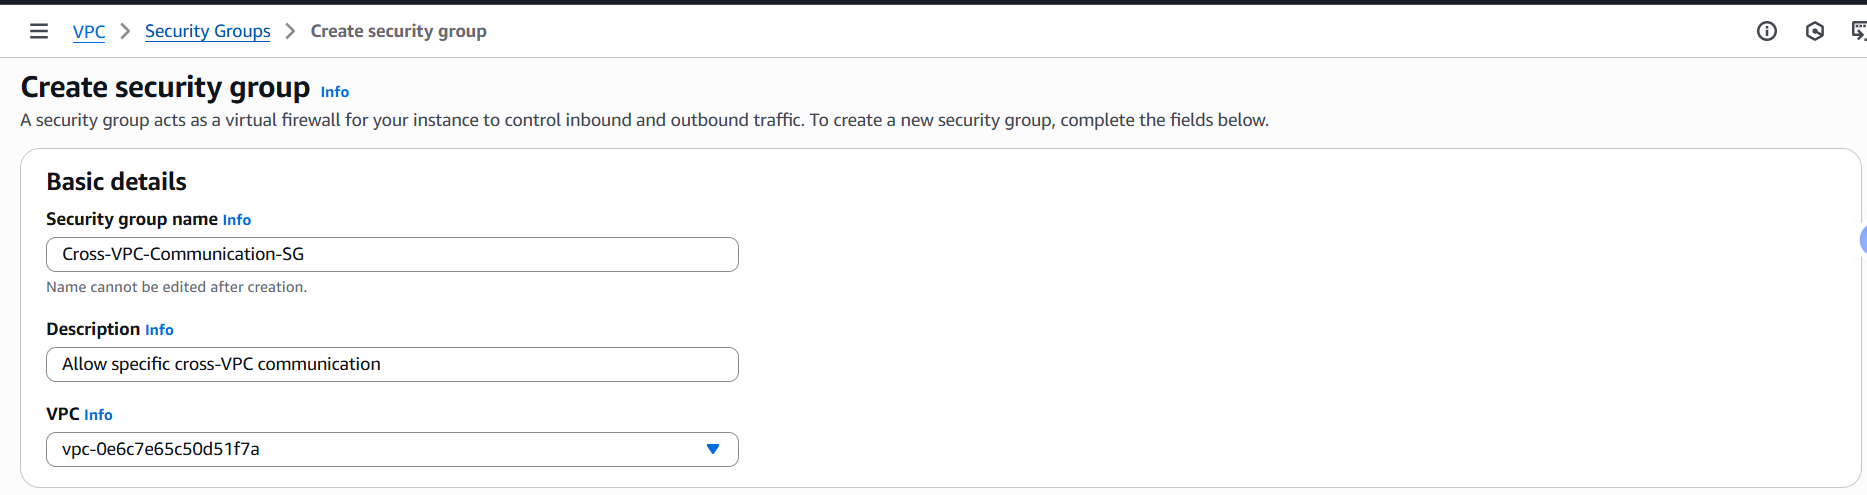 VPC > Security Groups > Create security group
Create security group Info
A security group acts as a virtual firewall for your instance to control inbound and outbound traffic. To create a new security group, complete the fields below.
Basic details
Security group name Info
Cross-VPC-Communication-SG
Name cannot be edited after creation.
Description Info
Allow specific cross-VPC communication
VPC Info
vpc-0e6c7e65c50d51f7a